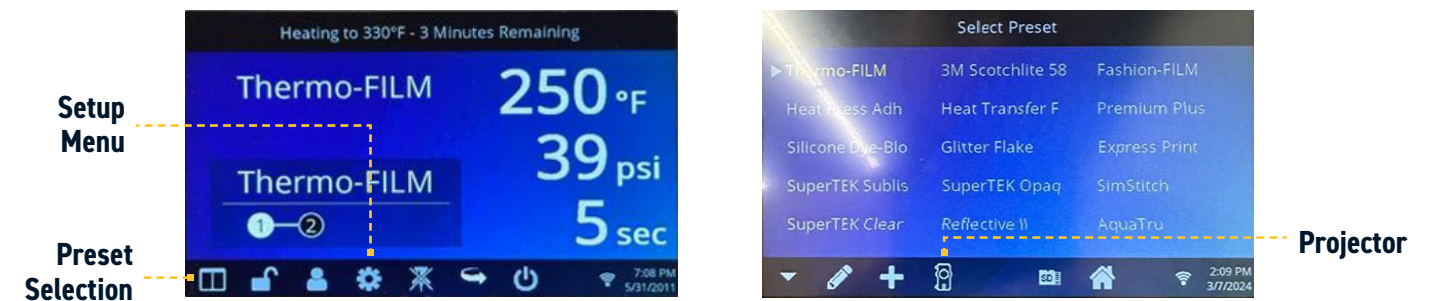 Heating to 330°F - 3 Minutes Remaining
Thermo-FILM
250 °F
39 psi
5 sec
Thermo-FILM
1 2
7:08 PM
5/31/2011
Setup
Menu
Preset
Selection
Select Preset
Thermo-FILM 3M Scotchlite 58 Fashion-FILM
Heat Press Adh Heat Transfer F Premium Plus
Silicone Dye-Blo Glitter Flake Express Print
SuperTEK Sublis SuperTEK Opaq SimStitch
SuperTEK Clear Reflective II AquaTru
SD
2:09 PM
3/7/2024
Projector